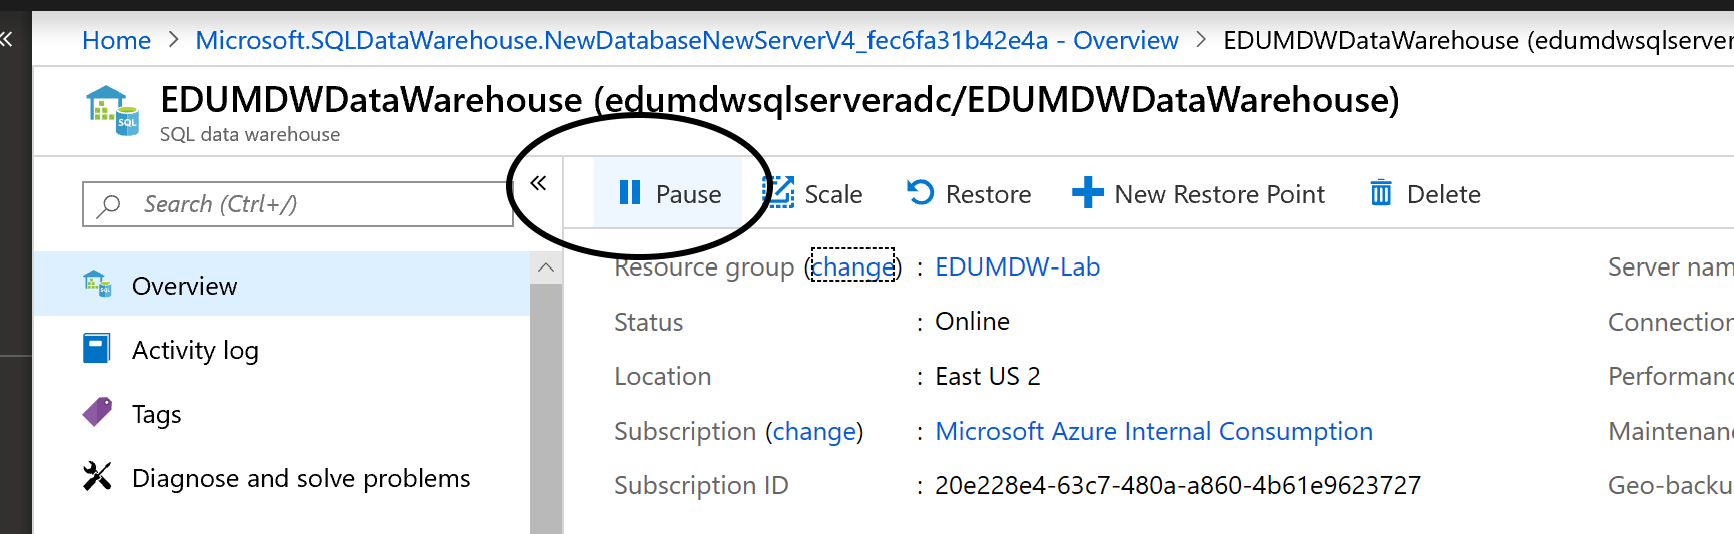 Home > Microsoft.SQLDataWarehouse.NewDatabaseNewServerV4_fec6fa31b42e4a - Overview > EDUMDWDataWarehouse (edumdwsqlserver
EDUMDWDataWarehouse (edumdwsqlserveradc/EDUMDWDataWarehouse)
SQL data warehouse
Search (Ctrl+/)
Pause Scale Restore New Restore Point Delete
Overview
Activity log
Tags
Diagnose and solve problems
Resource group (change) : EDUMDW-Lab
Status : Online
Location : East US 2
Subscription (change) : Microsoft Azure Internal Consumption
Subscription ID : 20e228e4-63c7-480a-a860-4b61e9623727
Server nam
Connection
Performanc
Maintenanc
Geo-backu